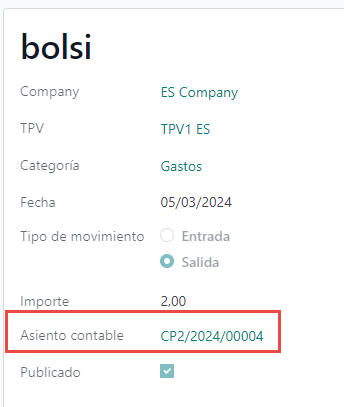 bolsi
Company ES Company
TPV TPV1 ES
Categoría Gastos
Fecha 05/03/2024
Tipo de movimiento Entrada
Salida
Importe 2,00
Asiento contable CP2/2024/00004
Publicado